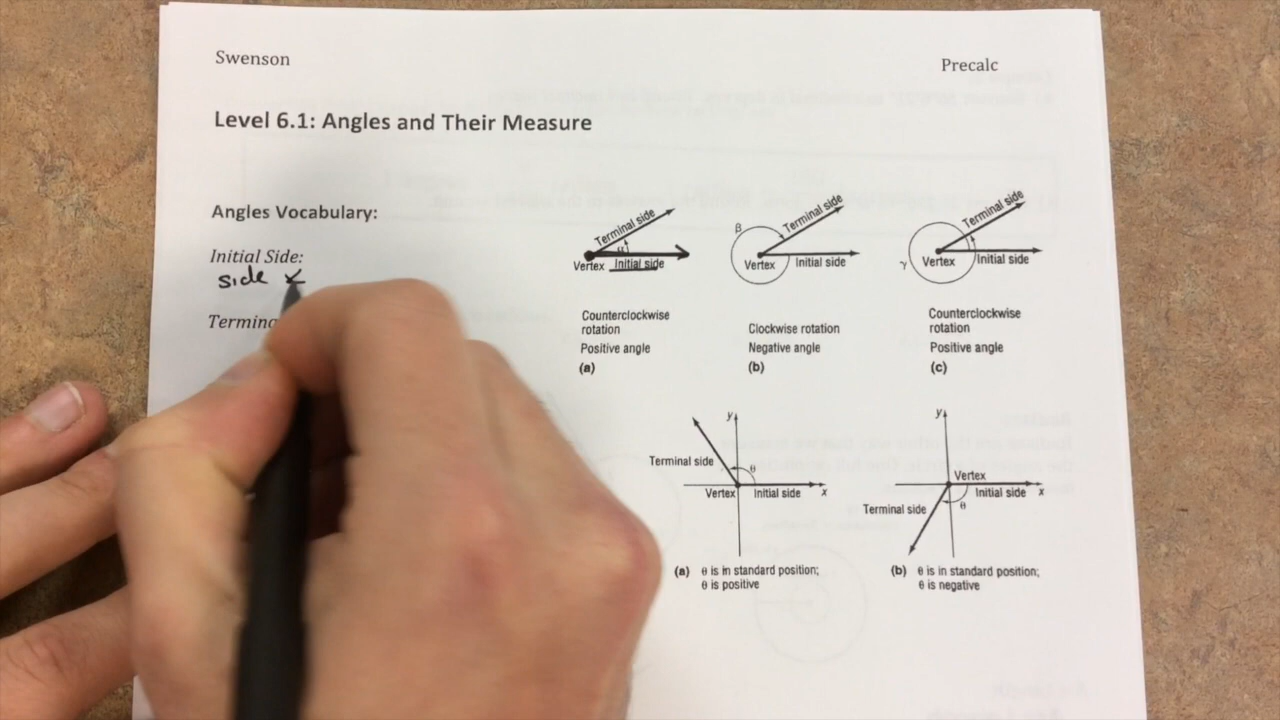 Swenson
Precalc
Level 6.1: Angles and Their Measure
Angles Vocabulary:
Initial Side:
side
Terminal side
α
Vertex Initial side
Counterclockwise
rotation
Positive angle
(a)
β
Terminal side
Vertex Initial side
Clockwise rotation
Negative angle
(b)
Terminal side
γ
Vertex Initial side
Counterclockwise
rotation
Positive angle
(c)
y
Terminal side
θ
Vertex Initial side x
(a) θ is in standard position;
θ is positive
y
Vertex
Initial side x
Terminal side
θ
(b) θ is in standard position;
θ is negative